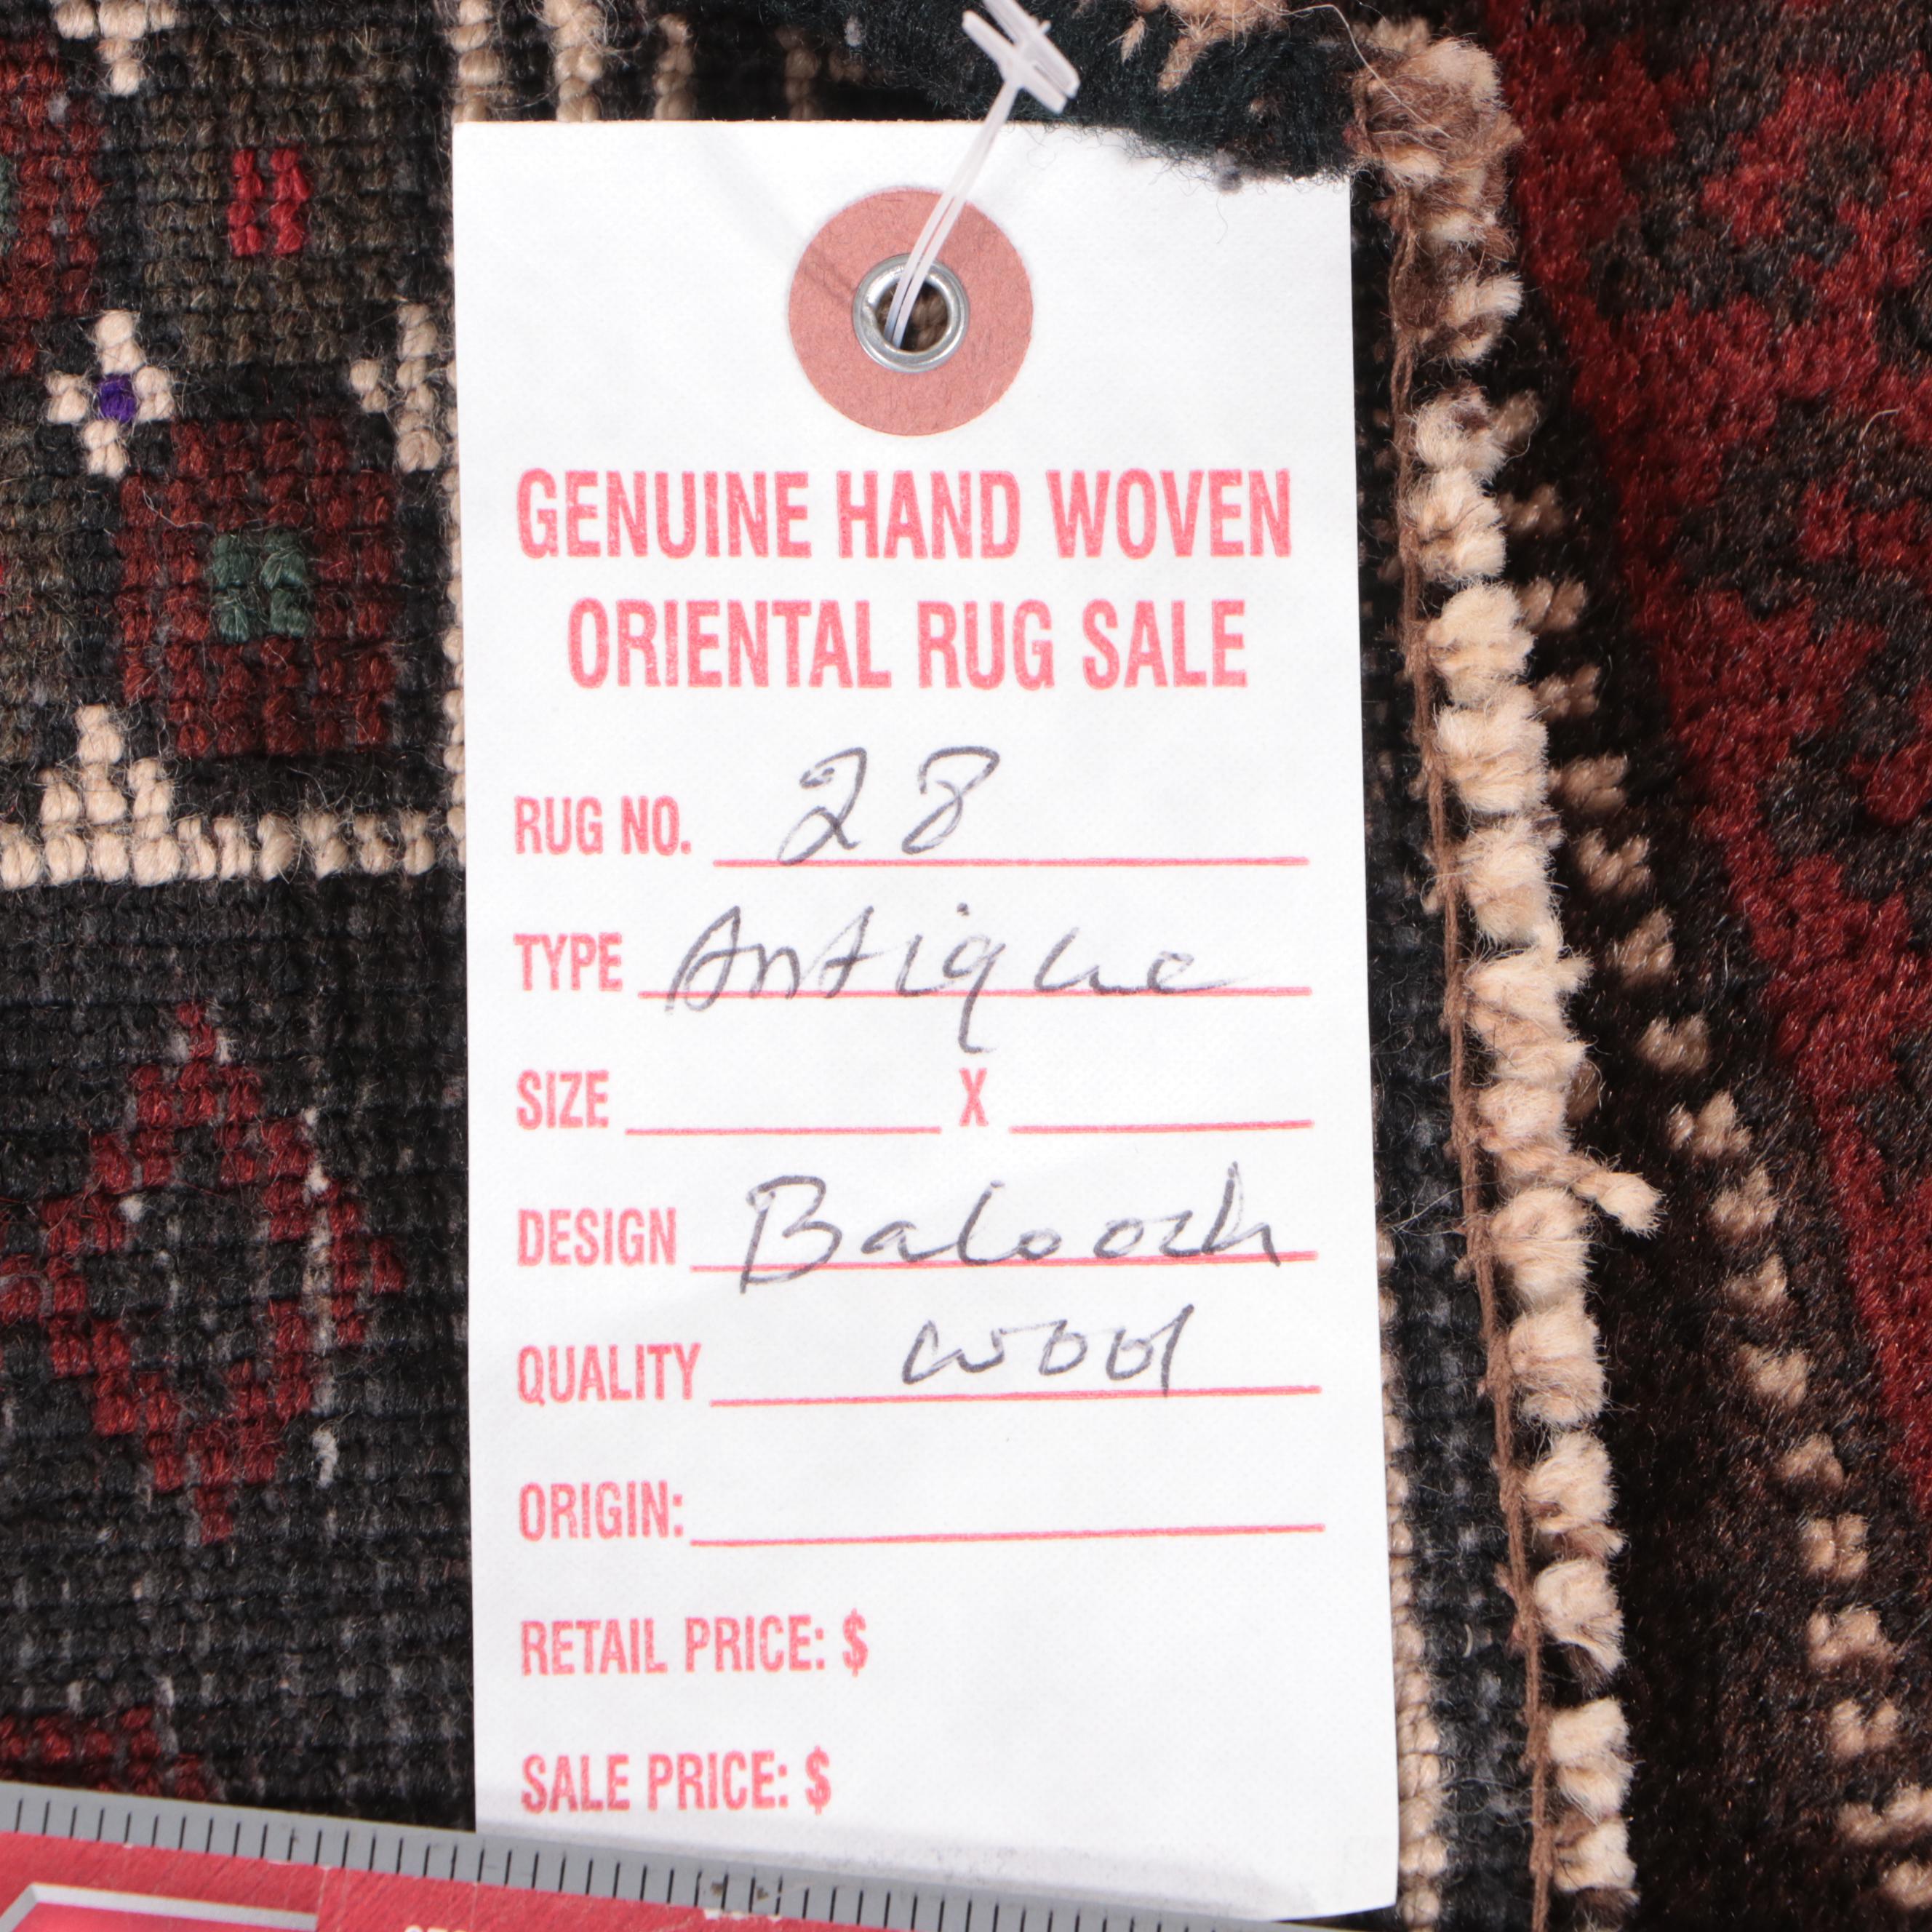 GENUINE HAND WOVEN
ORIENTAL RUG SALE
RUG NO. 28
TYPE Antique
SIZE X
DESIGN Baloozh
QUALITY wool
ORIGIN:
RETAIL PRICE: $
SALE PRICE: $